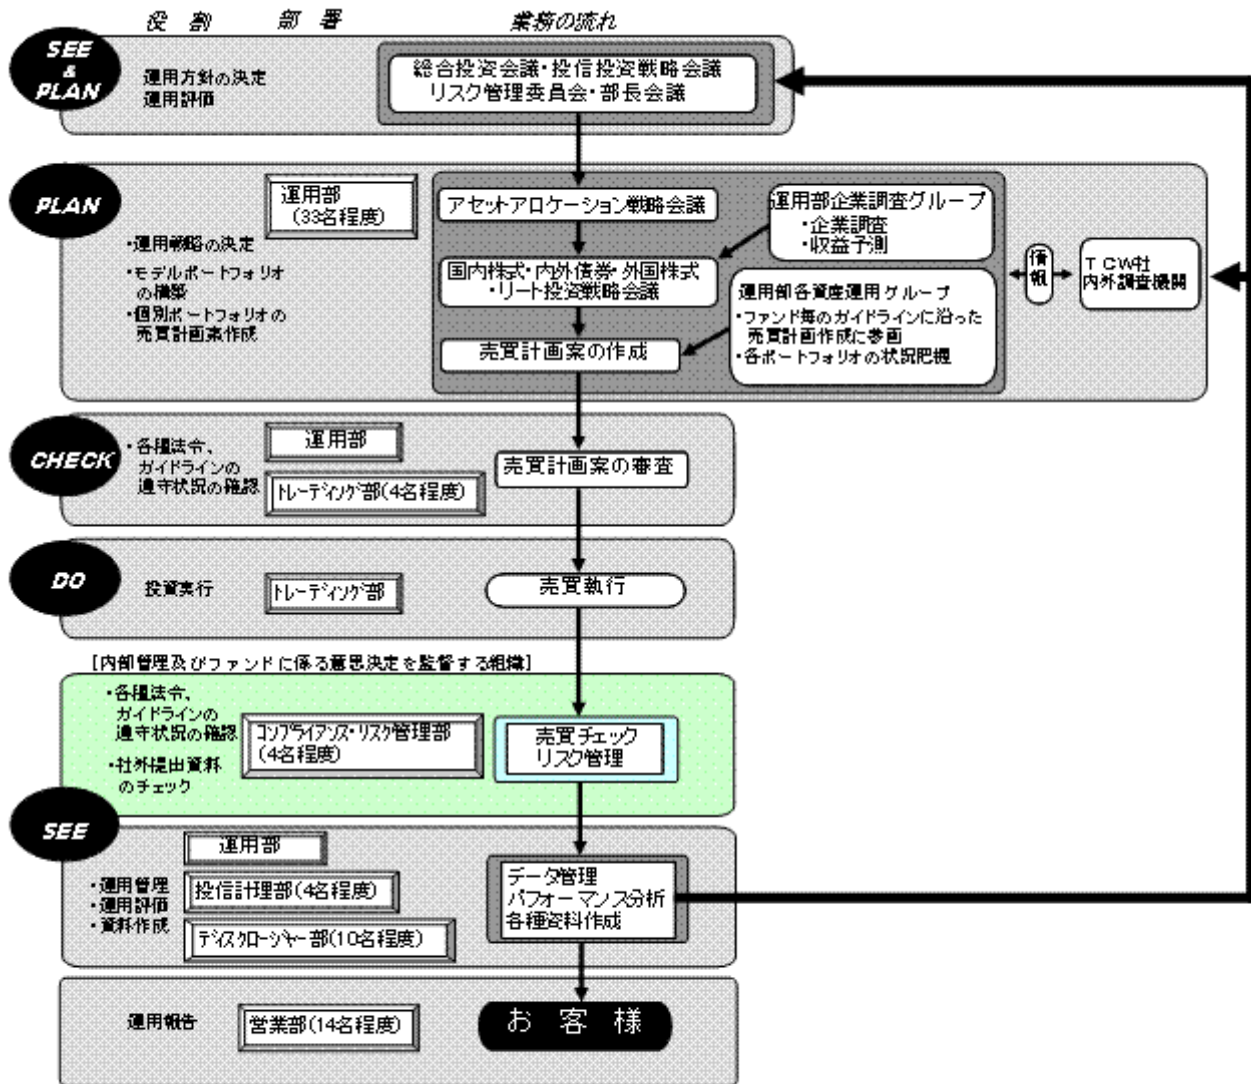 役 割 部 署 業務の流れ
SEE
&
PLAN
運用方針の決定
運用評価
総合投資会議・投信投資戦略会議
リスク管理委員会・部長会議
PLAN
運用部
(33名程度)
・運用戦略の決定
・モデルポートフォリオ
の構築
・個別ポートフォリオの
売買計画案作成
アセットアロケーション戦略会議
国内株式・内外債券・外国株式
・リート投資戦略会議
売買計画案の作成
運用部企業調査グループ
・企業調査
・収益予測
運用部各資産運用グループ
・ファンド毎のガイドラインに沿った
売買計画作成に参画
・各ポートフォリオの状況把握
情
報
TCW社
内外調査機関
CHECK
・各種法令、
ガイドラインの
遵守状況の確認
運用部
トレーディング部(4名程度)
売買計画案の審査
DO
投資実行
トレーディング部
売買執行
[内部管理及びファンドに係る意思決定を監督する組織]
・各種法令、
ガイドラインの
遵守状況の確認
・社外提出資料
のチェック
コンプライアンス・リスク管理部
(4名程度)
売買チェック
リスク管理
SEE
・運用管理
・運用評価
・資料作成
運用部
投信計理部(4名程度)
ディスクロージャー部(10名程度)
データ管理
パフォーマンス分析
各種資料作成
運用報告
営業部(14名程度)
お 客 様